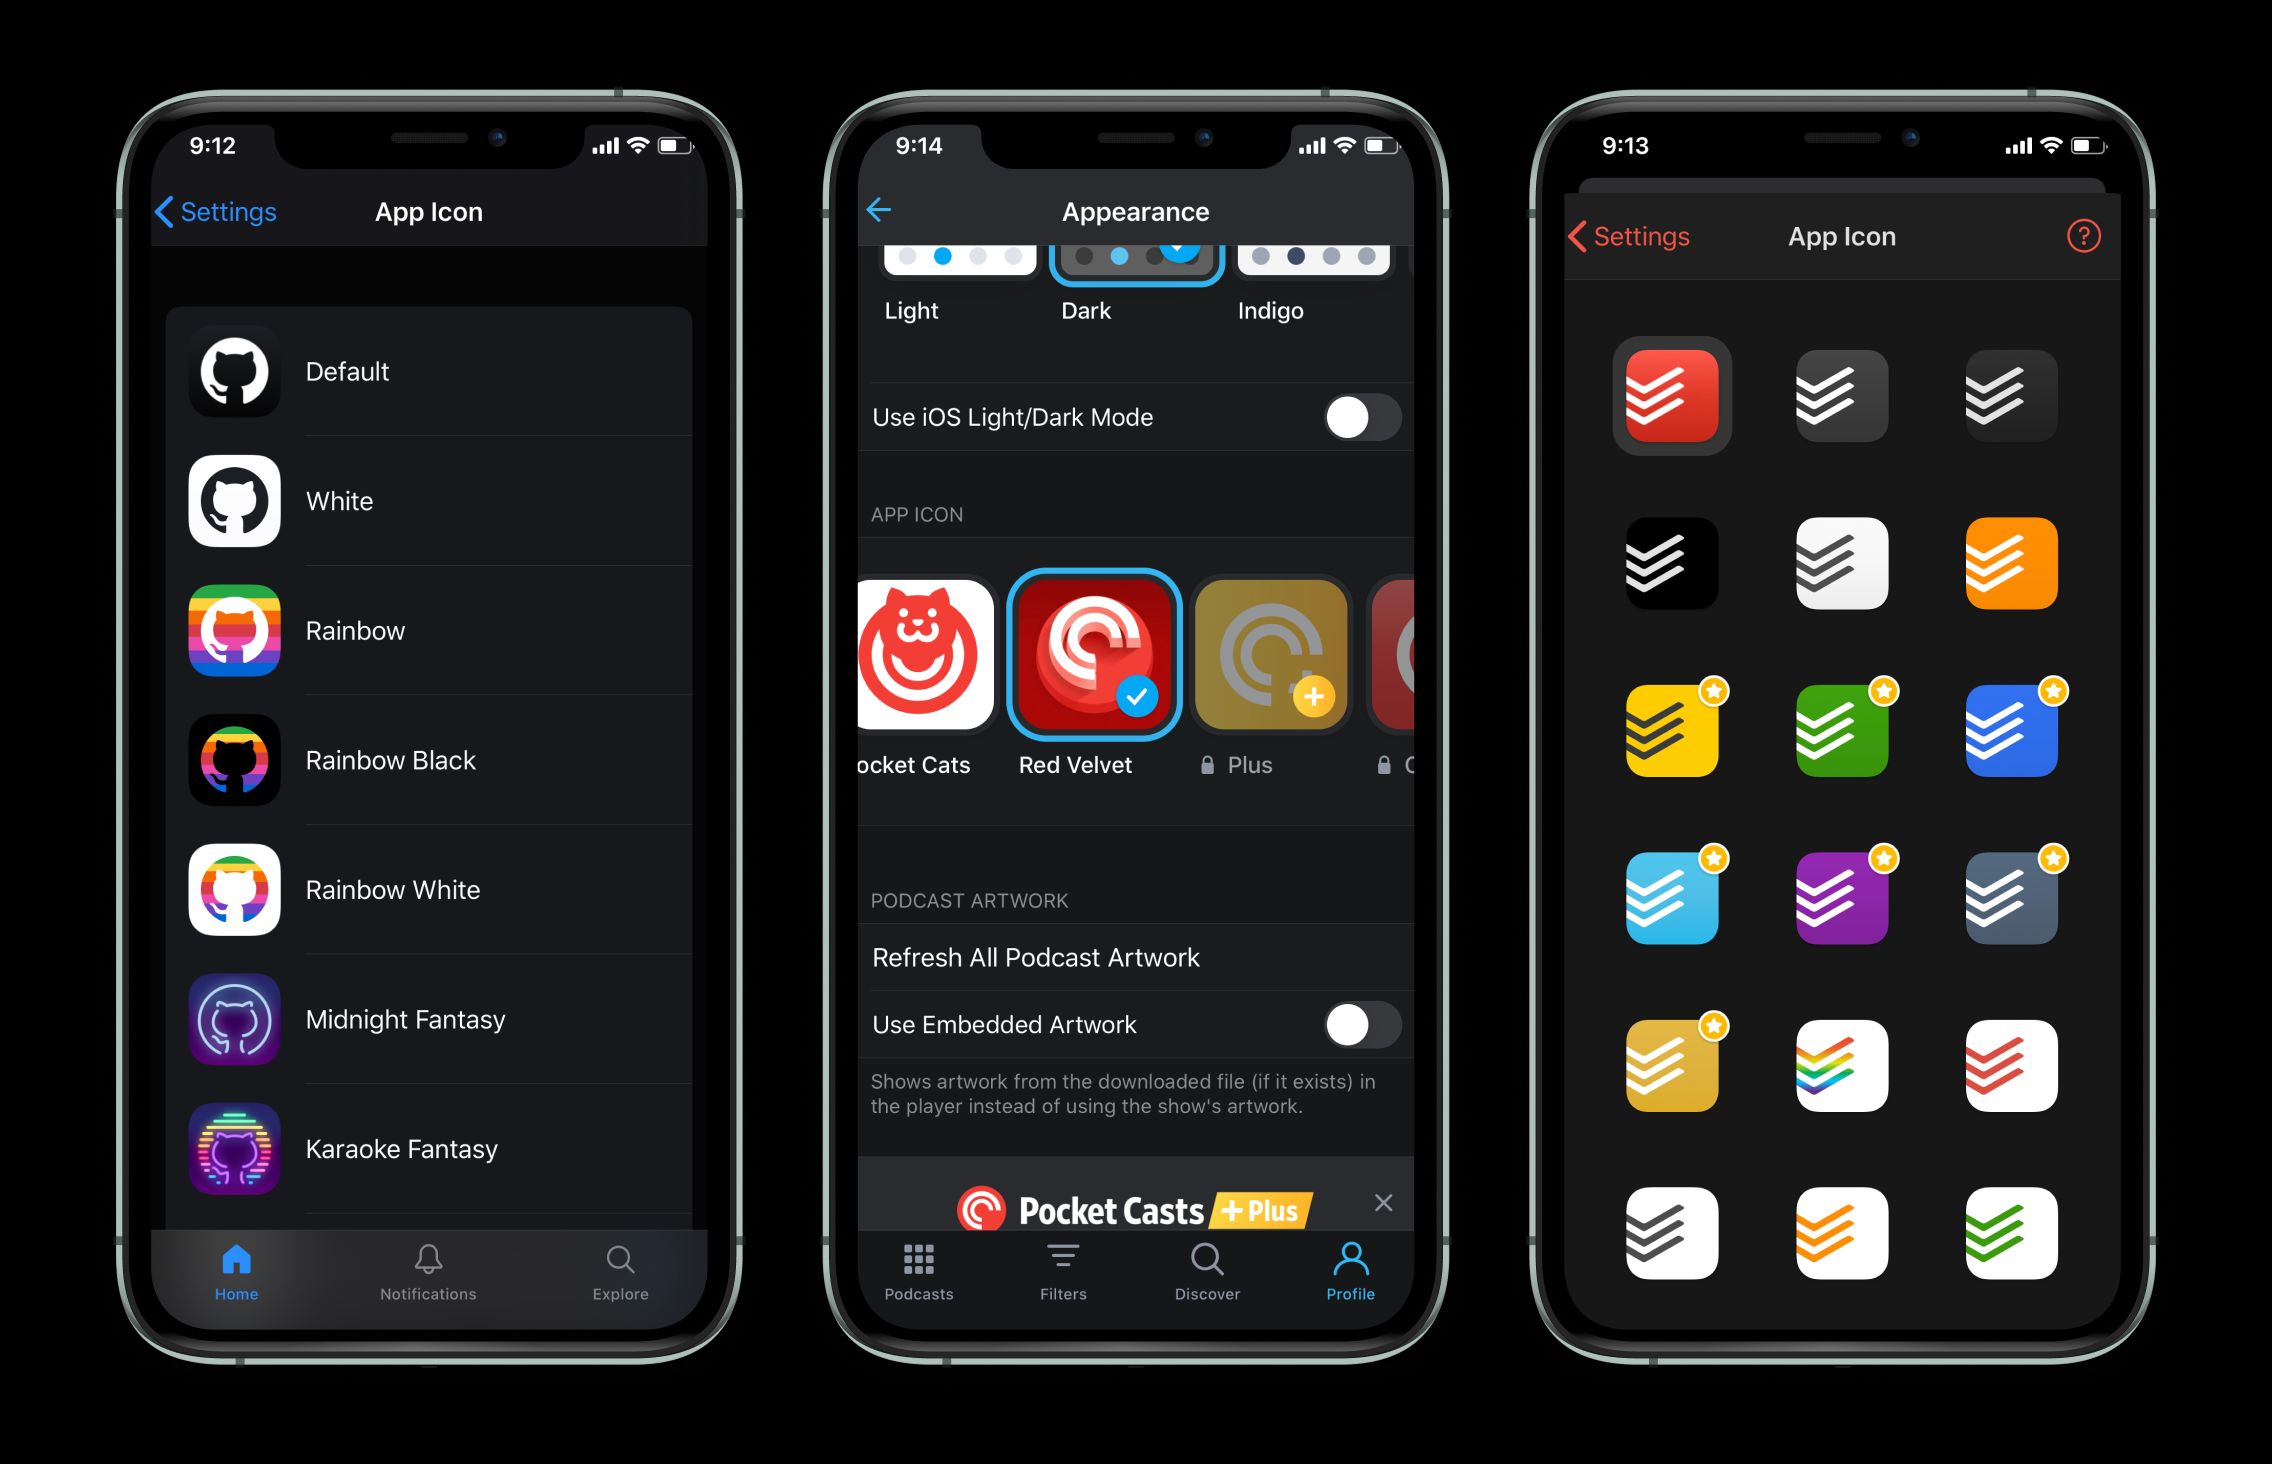 9:12
Settings
App Icon
Default
White
Rainbow
Rainbow Black
Rainbow White
Midnight Fantasy
Karaoke Fantasy
Home
Notifications
Explore
9:14
Appearance
Light
Dark
Indigo
Use iOS Light/Dark Mode
APP ICON
ocket Cats
Red Velvet
Plus
PODCAST ARTWORK
Refresh All Podcast Artwork
Use Embedded Artwork
Shows artwork from the downloaded file (if it exists) in
the player instead of using the show's artwork.
Pocket Casts + Plus
Podcasts
Filters
Discover
Profile
9:13
Settings
App Icon
?